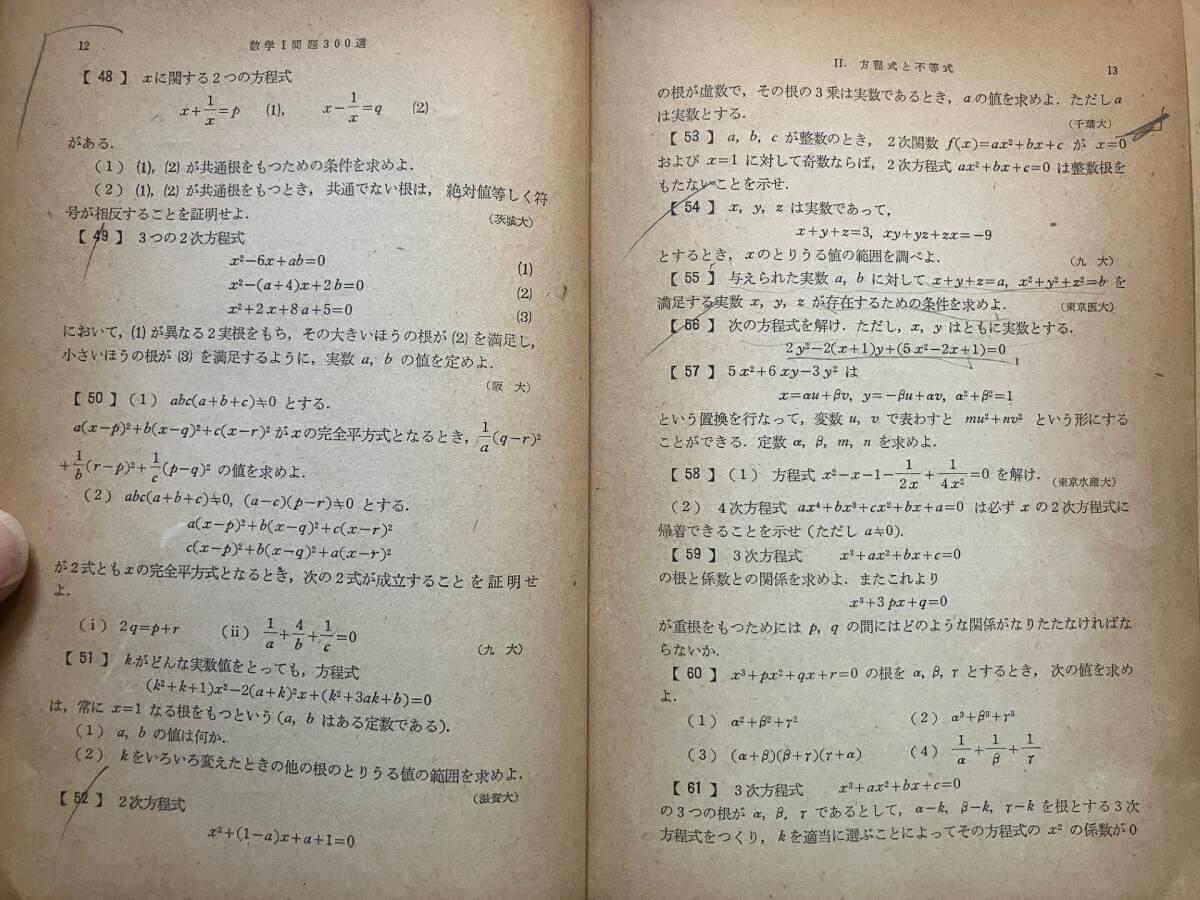 12 数学Ⅰ問題300選
【48】 xに関する2つの方程式
x+1/x=p (1), x-1/x=q (2)
がある.
(1) (1), (2) が共通根をもつための条件を求めよ.
(2) (1), (2) が共通根をもつとき, 共通でない根は, 絶対値等しく符
号が相反することを証明せよ. (茨城大)
【49】 3つの2次方程式
x²-6x+ab=0 (1)
x²-(a+4)x+2b=0 (2)
x²+2x+8a+5=0 (3)
において, (1) が異なる2実根をもち, その大きいほうの根が (2) を満足し,
小さいほうの根が (3) を満足するように, 実数 a, b の値を定めよ.
(阪大)
【50】(1) abc(a+b+c)≠0 とする.
a(x-p)²+b(x-q)²+c(x-r)² がxの完全平方式となるとき, 1/a(q-r)²
+1/b(r-p)²+1/c(p-q)² の値を求めよ.
(2) abc(a+b+c)≠0, (a-c)(p-r)≠0 とする.
a(x-p)²+b(x-q)²+c(x-r)²
c(x-p)²+b(x-q)²+a(x-r)²
が2式ともxの完全平方式となるとき, 次の2式が成立することを証明せ
よ.
(i) 2q=p+r (ii) 1/a+4/b+1/c=0 (九大)
【51】 kがどんな実数値をとっても, 方程式
(k²+k+1)x²-2(a+k)²x+(k²+3ak+b)=0
は, 常に x=1 なる根をもつという (a, b はある定数である).
(1) a, b の値は何か.
(2) kをいろいろ変えたときの他の根のとりうる値の範囲を求めよ.
(滋賀大)
【52】 2次方程式
x²+(1-a)x+a+1=0
II. 方程式と不等式 13
の根が虚数で, その根の3乗は実数であるとき, aの値を求めよ. ただしa
は実数とする. (千葉大)
【53】 a, b, c が整数のとき, 2次関数 f(x)=ax²+bx+c が x=0
および x=1 に対して奇数ならば, 2次方程式 ax²+bx+c=0 は整数根を
もたないことを示せ.
【54】 x, y, z は実数であって,
x+y+z=3, xy+yz+zx=-9
とするとき, xのとりうる値の範囲を調べよ. (九大)
【55】 与えられた実数 a, b に対して x+y+z=a, x²+y²+z²=b を
満足する実数 x, y, z が存在するための条件を求めよ. (東京医大)
【56】 次の方程式を解け. ただし, x, y はともに実数とする.
2y²-2(x+1)y+(5x²-2x+1)=0
【57】 5x²+6xy-3y² は
x=αu+βv, y=-βu+αv, α²+β²=1
という置換を行なって, 変数 u, v で表わすと mu²+nv² という形にする
ことができる. 定数 α, β, m, n を求めよ.
【58】(1) 方程式 x²-x-1-1/2x+1/4x²=0 を解け. (東京水産大)
(2) 4次方程式 ax⁴+bx³+cx²+bx+a=0 は必ず x の2次方程式に
帰着できることを示せ (ただし a≠0).
【59】 3次方程式 x³+ax²+bx+c=0
の根と係数との関係を求めよ. またこれより
x³+3px+q=0
が重根をもつためには p, q の間にはどのような関係がなりたたなければな
らないか.
【60】 x³+px²+qx+r=0 の根を α, β, γ とするとき, 次の値を求め
よ.
(1) α²+β²+γ² (2) α³+β³+γ³
(3) (α+β)(β+γ)(γ+α) (4) 1/α+1/β+1/γ
【61】 3次方程式 x³+ax²+bx+c=0
の3つの根が α, β, γ であるとして, α-k, β-k, γ-k を根とする3次
方程式をつくり, kを適当に選ぶことによってその方程式の x² の係数が0